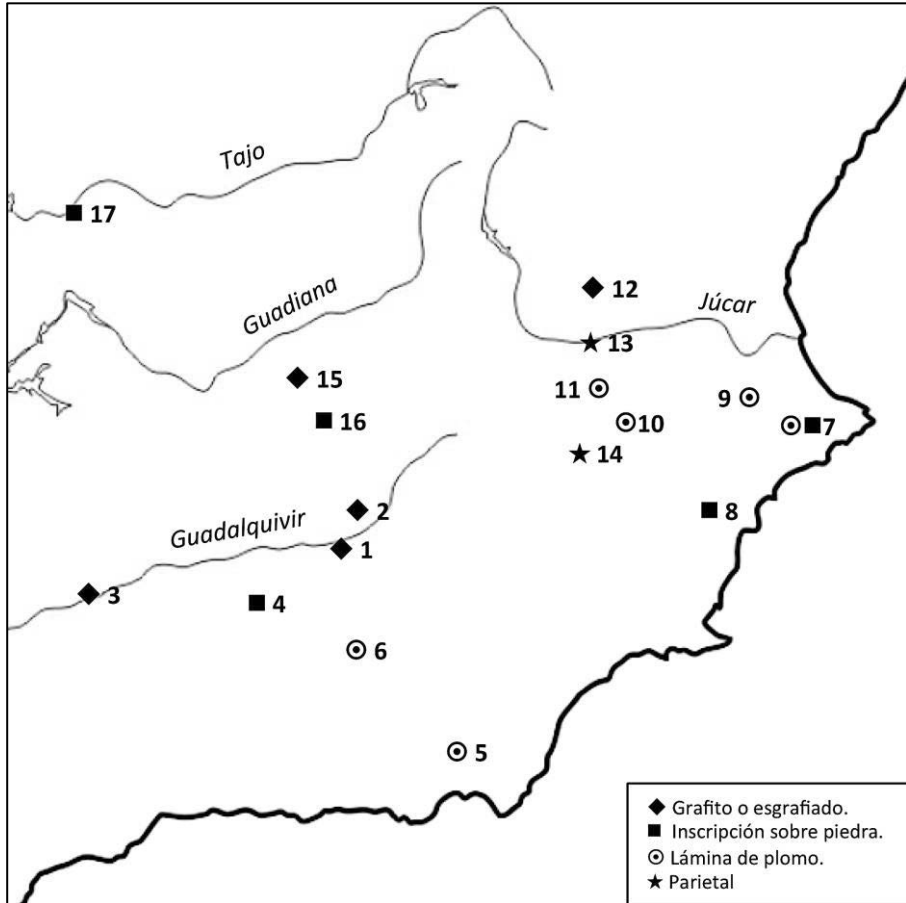 Tajo
17
Guadiana
12
Júcar
13
15
11
9
16
10
7
14
2
8
Guadalquivir
1
3
4
6
5
Grafito o esgrafiado.
Inscripción sobre piedra.
Lámina de plomo.
Parietal